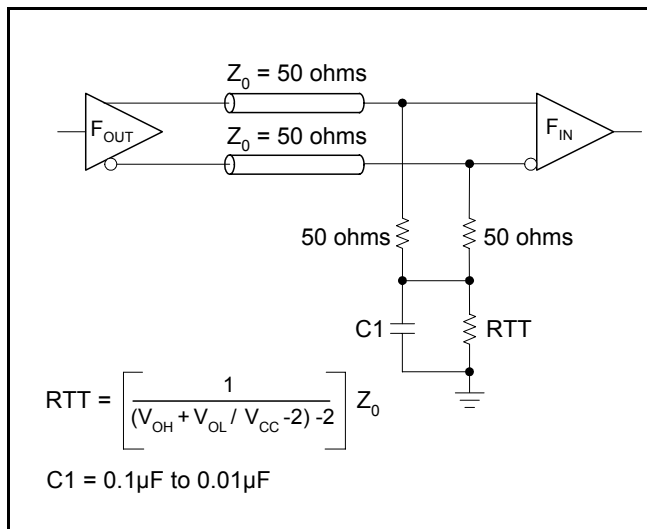 Z0 = 50 ohms
FOUT
Z0 = 50 ohms
FIN
50 ohms
50 ohms
C1
RTT
RTT = [ 1 / (VOH + VOL / VCC -2) -2 ] Z0
C1 = 0.1µF to 0.01µF